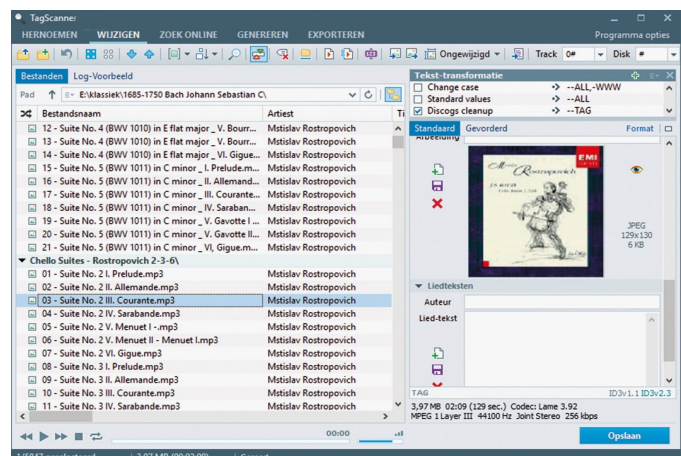 TagScanner
HERNOEMEN WIJZIGEN ZOEK ONLINE GENEREREN EXPORTEREN Programma opties
Ongewijzigd Track 0# Disk #
Bestanden Log-Voorbeeld
Pad E:\klassiek\1685-1750 Bach Johann Sebastian C\
Bestandsnaam Artiest Ti
12 - Suite No. 4 (BWV 1010) in E flat major _ V. Bourr... Mstislav Rostropovich
13 - Suite No. 4 (BWV 1010) in E flat major _ V. Bourr... Mstislav Rostropovich
14 - Suite No. 4 (BWV 1010) in E flat major _ VI. Gigue... Mstislav Rostropovich
15 - Suite No. 5 (BWV 1011) in C minor _ I. Prelude.m... Mstislav Rostropovich
16 - Suite No. 5 (BWV 1011) in C minor _ II. Allemand... Mstislav Rostropovich
17 - Suite No. 5 (BWV 1011) in C minor _ III. Courante... Mstislav Rostropovich
18 - Suite No. 5 (BWV 1011) in C minor _ IV. Saraban... Mstislav Rostropovich
19 - Suite No. 5 (BWV 1011) in C minor _ V. Gavotte I ... Mstislav Rostropovich
20 - Suite No. 5 (BWV 1011) in C minor _ V. Gavotte II... Mstislav Rostropovich
21 - Suite No. 5 (BWV 1011) in C minor _ VI, Gigue.m... Mstislav Rostropovich
Chello Suites - Rostropovich 2-3-6\
01 - Suite No. 2 I. Prelude.mp3 Mstislav Rostropovich
02 - Suite No. 2 II. Allemande.mp3 Mstislav Rostropovich
03 - Suite No. 2 III. Courante.mp3 Mstislav Rostropovich
04 - Suite No. 2 IV. Sarabande.mp3 Mstislav Rostropovich
05 - Suite No. 2 V. Menuet I -.mp3 Mstislav Rostropovich
06 - Suite No. 2 V. Menuet II - Menuet I.mp3 Mstislav Rostropovich
07 - Suite No. 2 VI. Gigue.mp3 Mstislav Rostropovich
08 - Suite No. 3 I. Prelude.mp3 Mstislav Rostropovich
09 - Suite No. 3 II. Allemande.mp3 Mstislav Rostropovich
10 - Suite No. 3 III. Courante.mp3 Mstislav Rostropovich
11 - Suite No. 3 IV. Sarabande.mp3 Mstislav Rostropovich
00:00
Tekst-transformatie
Change case --ALL,-WWW
Standard values --ALL
Discogs cleanup --TAG
Standaard Gevorderd Format
Afbeelding
EMI
Rostropovich
JPEG
129x130
6 KB
Liedteksten
Auteur
Lied-tekst
TAG ID3v1.1 ID3v2.3
3,97 MB 02:09 (129 sec.) Codec: Lame 3.92
MPEG 1 Layer III 44100 Hz Joint Stereo 256 kbps
Opslaan